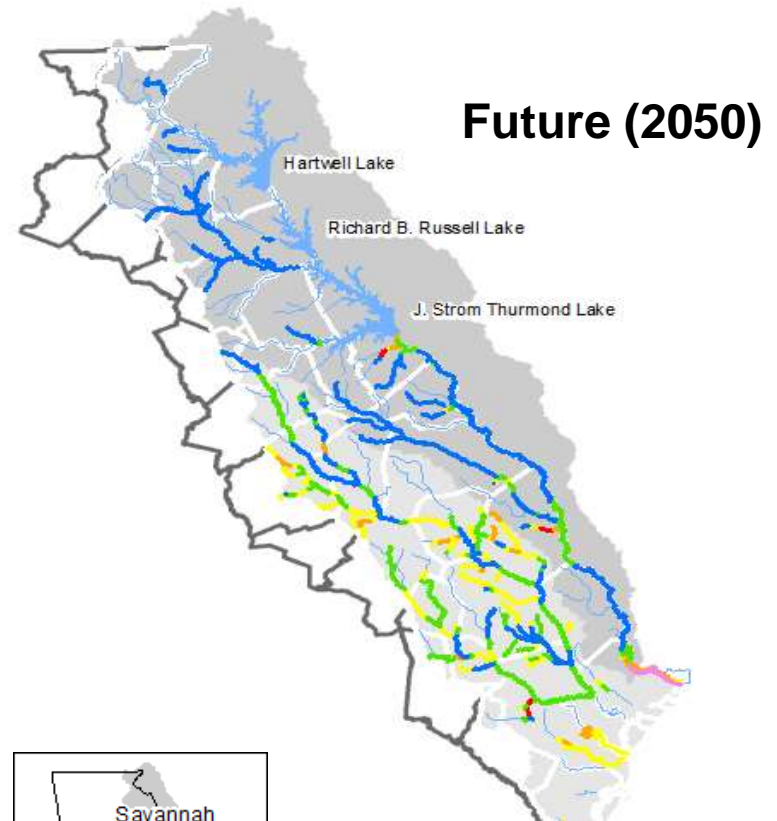 Future (2050)
Hartwell Lake
Richard B. Russell Lake
J. Strom Thurmond Lake
Savannah